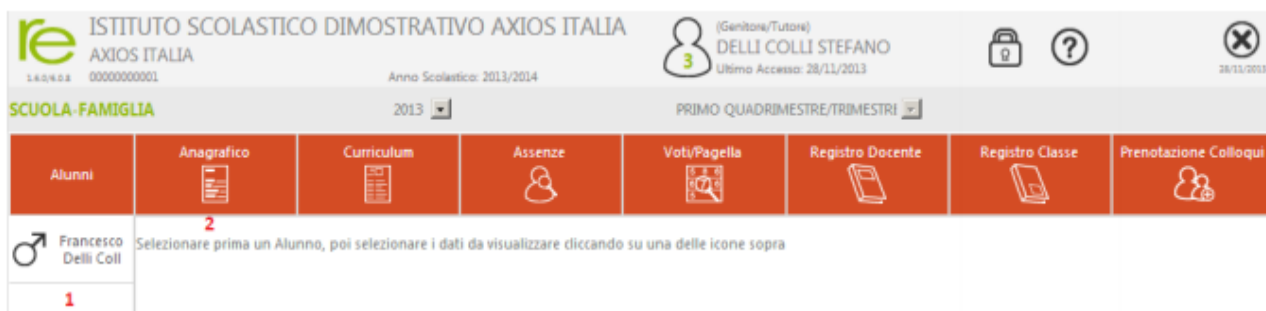 re
ISTITUTO SCOLASTICO DIMOSTRATIVO AXIOS ITALIA
AXIOS ITALIA
1.6.0/4.0.8 00000000001
Anno Scolastico: 2013/2014
3
(Genitore/Tutore)
DELLI COLLI STEFANO
Ultimo Accesso: 28/11/2013
?
28/11/2013
SCUOLA-FAMIGLIA
2013
PRIMO QUADRIMESTRE/TRIMESTRE
Alunni
Anagrafico
Curriculum
Assenze
Voti/Pagella
Registro Docente
Registro Classe
Prenotazione Colloqui
2
Francesco
Delli Coll
Selezionare prima un Alunno, poi selezionare i dati da visualizzare cliccando su una delle icone sopra
1